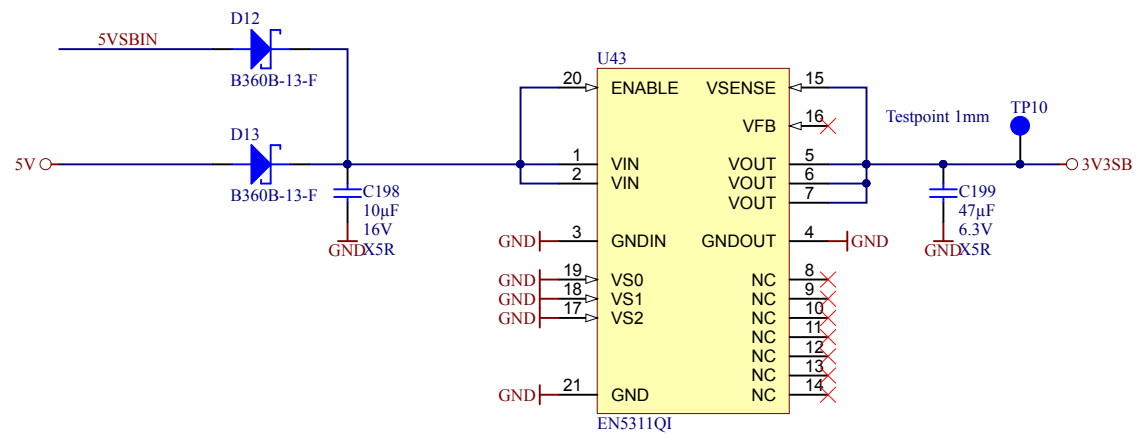 D12
5VSBIN
B360B-13-F
D13
5V
B360B-13-F
C198
10µF
16V
X5R
GND
U43
20 ENABLE VSENSE 15
VFB 16
1 VIN VOUT 5
2 VIN VOUT 6
VOUT 7
GND 3 GNDIN GNDOUT 4 GND
GND 19 VS0 NC 8
GND 18 VS1 NC 9
GND 17 VS2 NC 10
NC 11
NC 12
NC 13
GND 21 GND NC 14
EN5311QI
Testpoint 1mm
TP10
3V3SB
C199
47µF
6.3V
X5R
GND